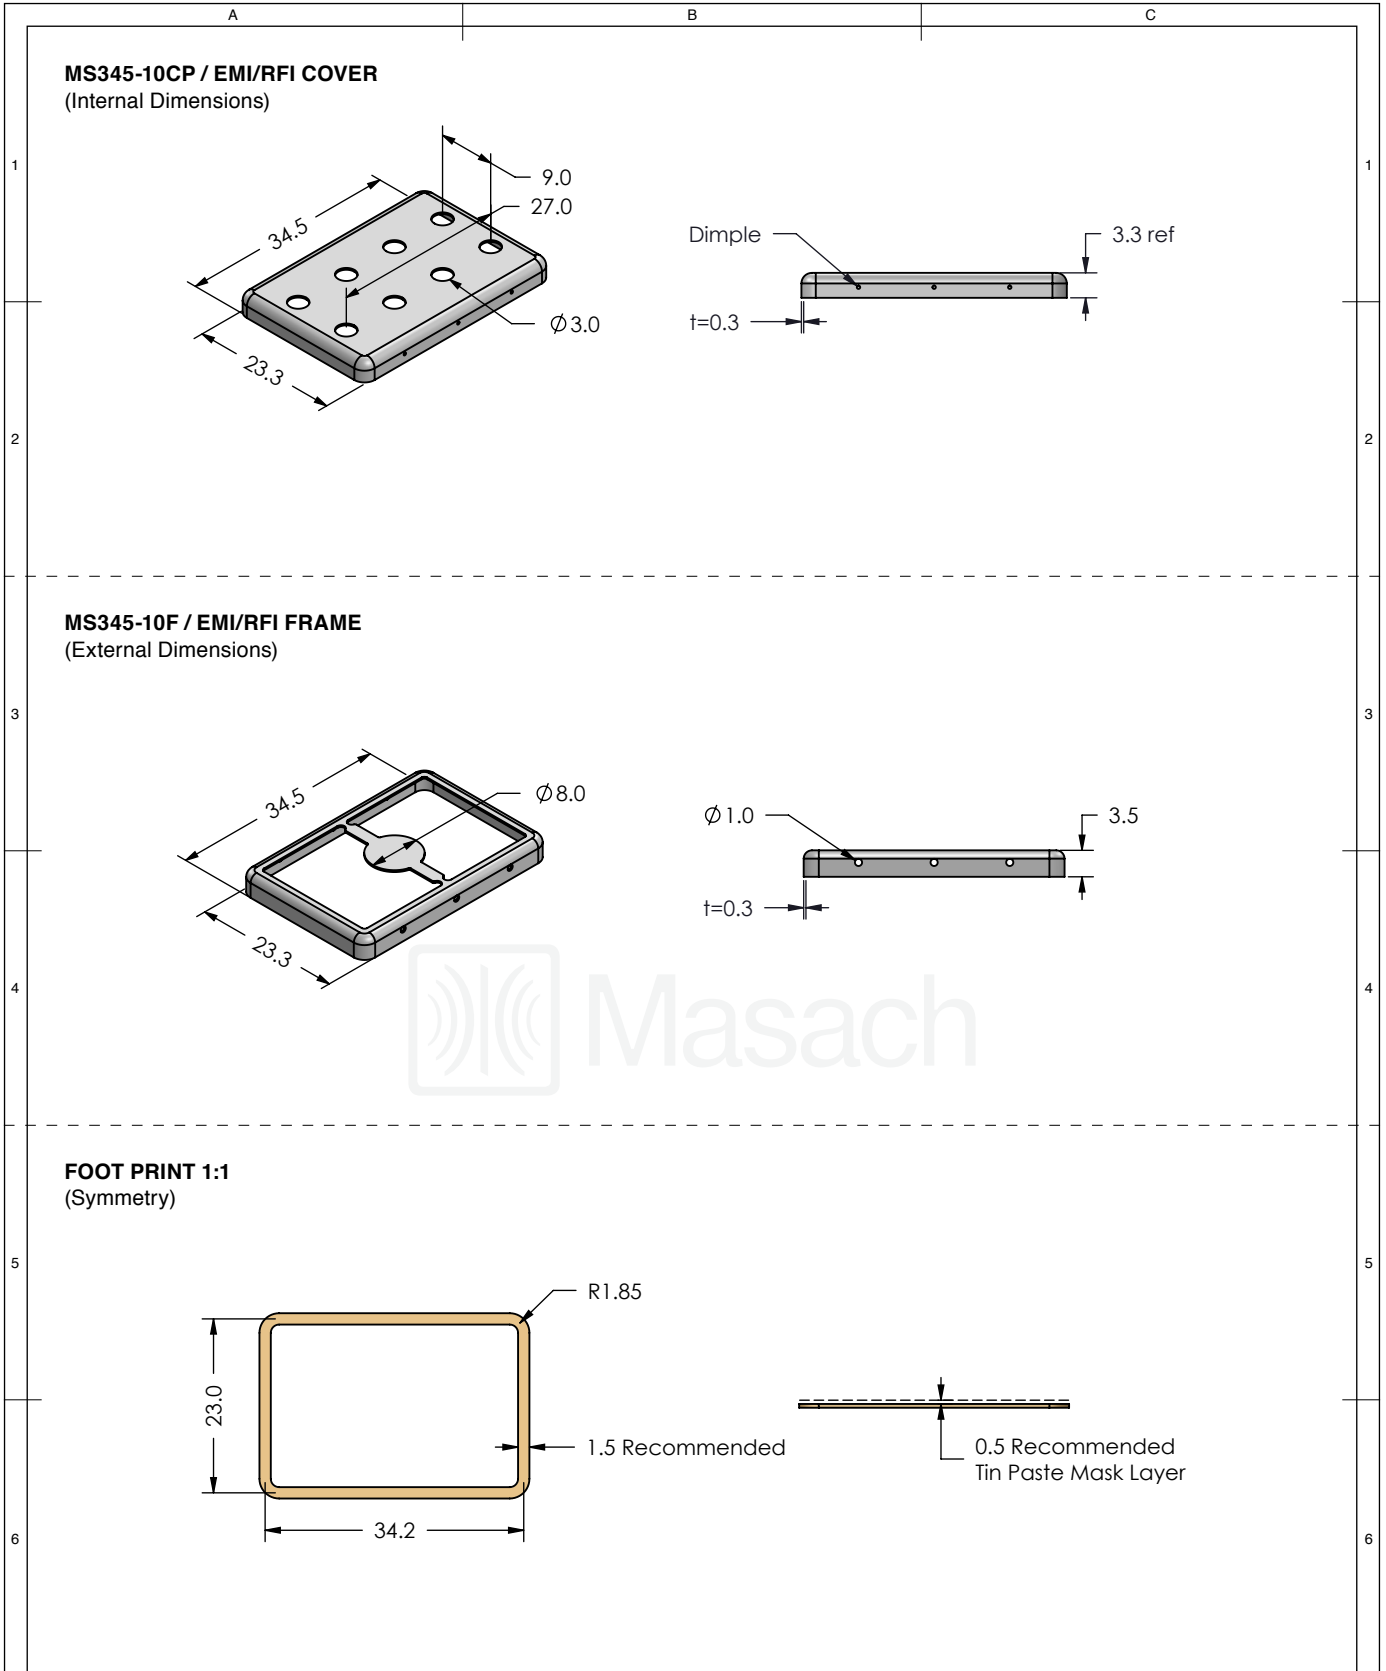 A B C
MS345-10CP / EMI/RFI COVER
(Internal Dimensions)
1 1
9.0
27.0
34.5
Dimple
3.3 ref
t=0.3
Ø3.0
23.3
2 2
MS345-10F / EMI/RFI FRAME
(External Dimensions)
3 3
34.5
Ø8.0
Ø1.0
3.5
t=0.3
23.3
4 4
Masach
FOOT PRINT 1:1
(Symmetry)
5 5
R1.85
23.0
1.5 Recommended
0.5 Recommended
Tin Paste Mask Layer
34.2
6 6